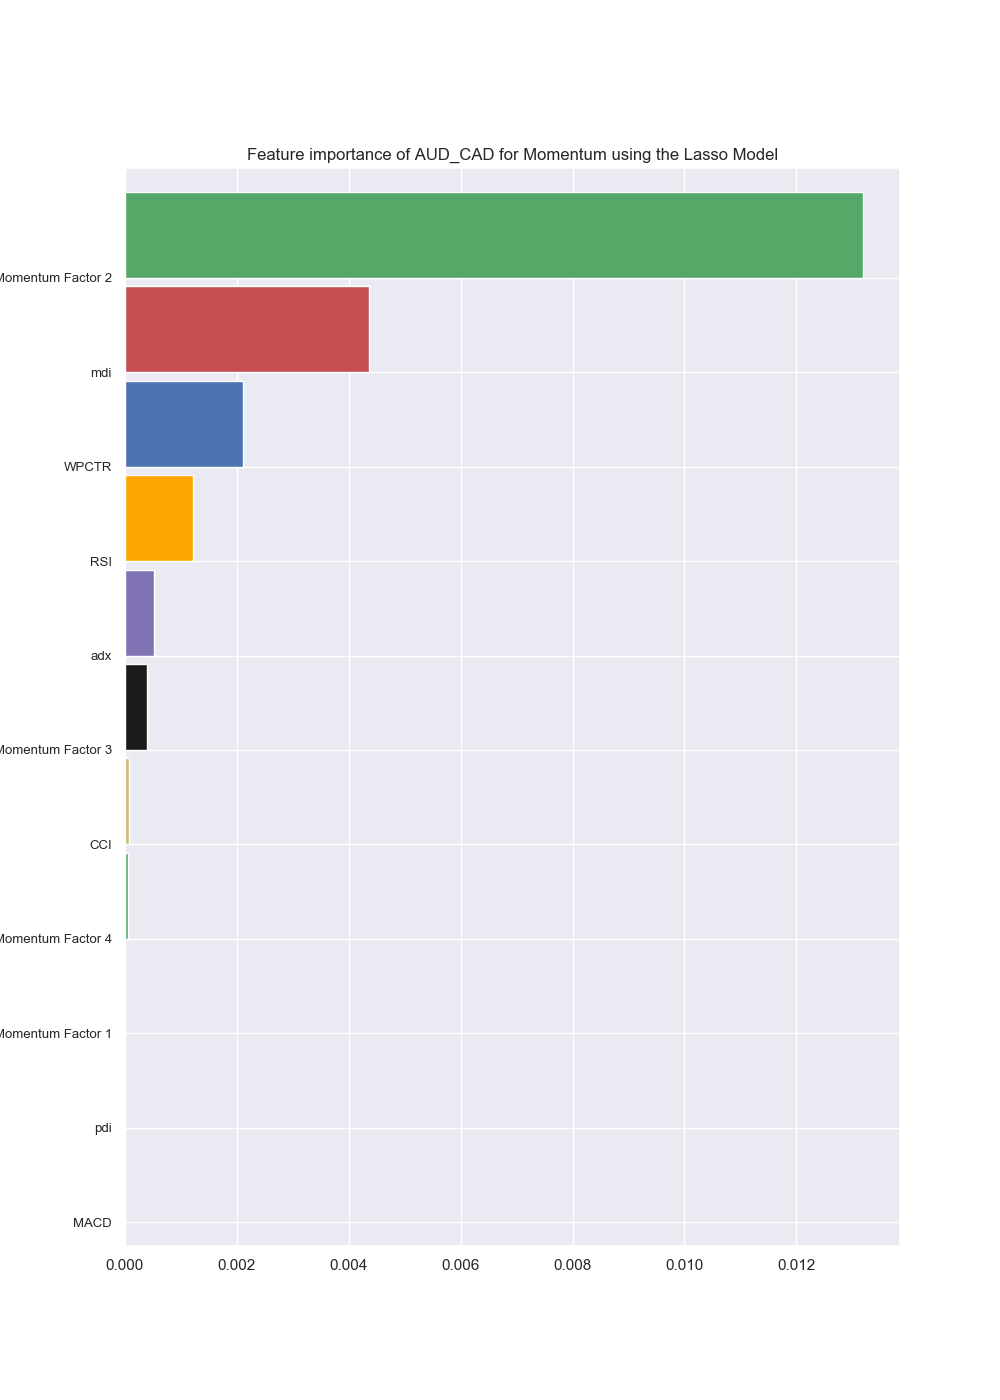 Feature importance of AUD_CAD for Momentum using the Lasso Model
Momentum Factor 2
mdi
WPCTR
RSI
adx
Momentum Factor 3
CCI
Momentum Factor 4
Momentum Factor 1
pdi
MACD
0.000 0.002 0.004 0.006 0.008 0.010 0.012